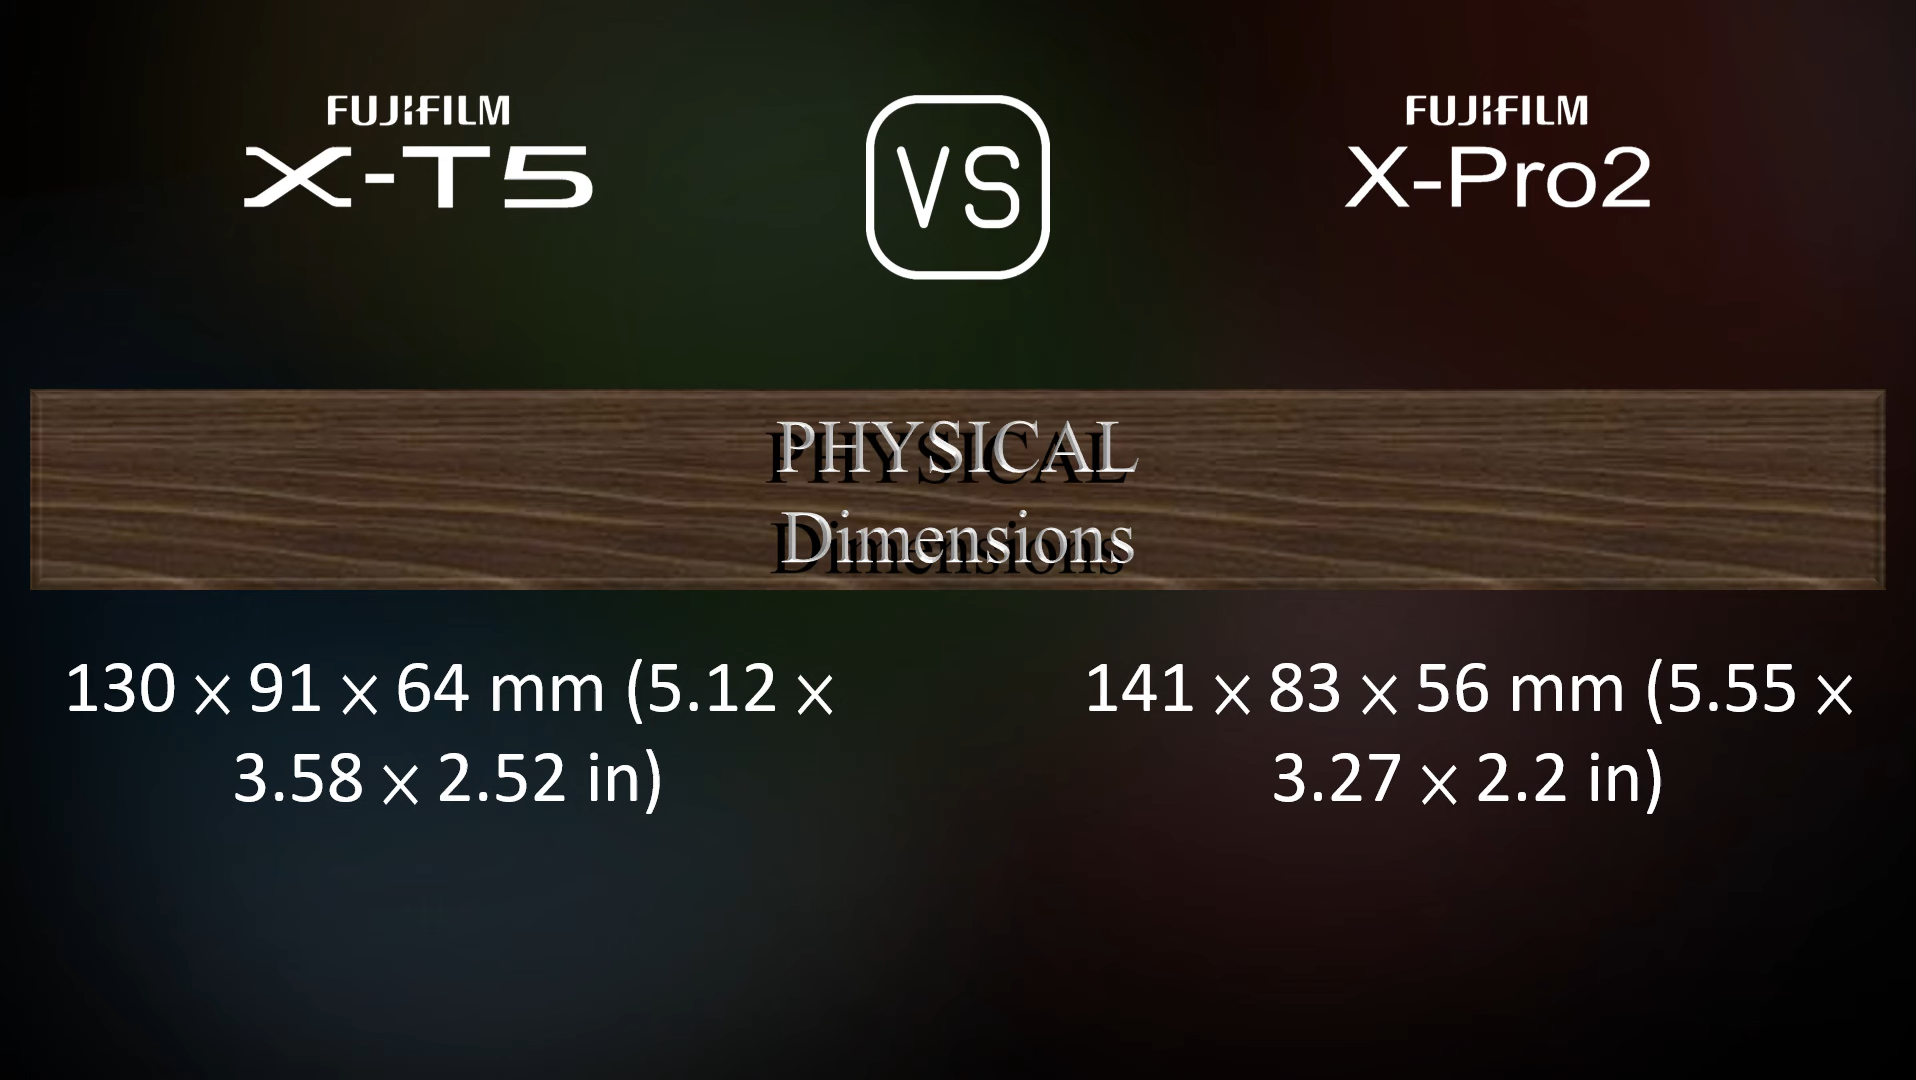 FUJIFILM
X-T5
VS
FUJIFILM
X-Pro2
PHYSICAL
Dimensions
130 x 91 x 64 mm (5.12 x
3.58 x 2.52 in)
141 x 83 x 56 mm (5.55 x
3.27 x 2.2 in)